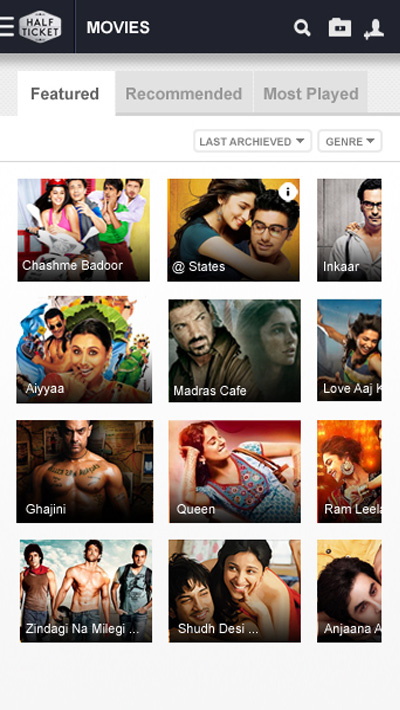 HALF
TICKET
MOVIES
Featured
Recommended
Most Played
LAST ARCHIEVED
GENRE
Chashme Badoor
@ States
Inkaar
Aiyyaa
Madras Cafe
Love Aaj K
Ghajini
Queen
Ram Leela
Zindagi Na Milegi ...
Shudh Desi ...
Anjaana A